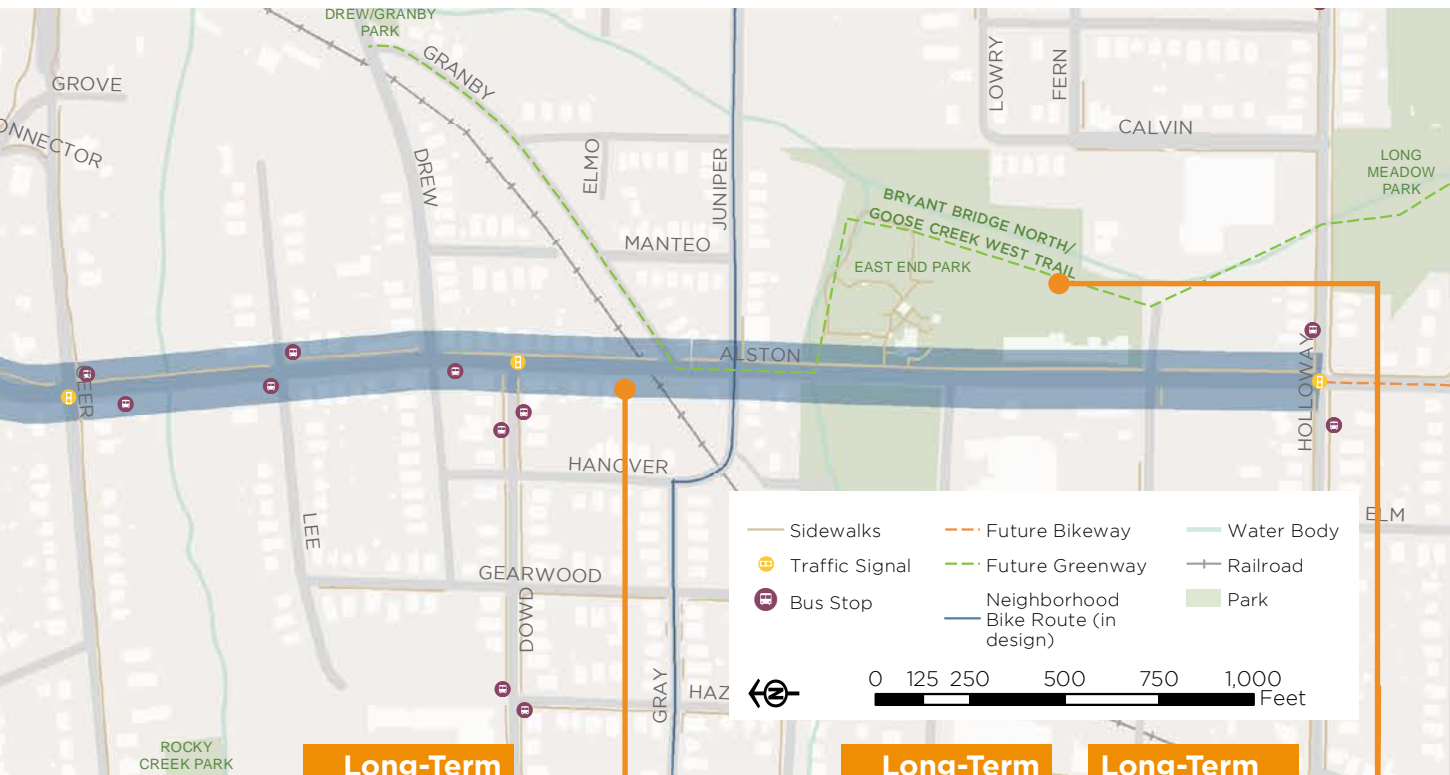 DREW/GRANBY
PARK
GROVE
GRANBY
LOWRY
FERN
CALVIN
DREW
ELMO
JUNIPER
LONG
MEADOW
PARK
BRYANT BRIDGE NORTH/
GOOSE CREEK WEST TRAIL
MANTEO
EAST END PARK
ALSTON
HOLLOWAY
HANOVER
LEE
ELM
GEARWOOD
DOWD
GRAY
Sidewalks
Traffic Signal
Bus Stop
Future Bikeway
Future Greenway
Neighborhood
Bike Route (in
design)
Water Body
Railroad
Park
N
0 125 250 500 750 1,000
Feet
ROCKY
CREEK PARK
Long-Term
Long-Term
Long-Term